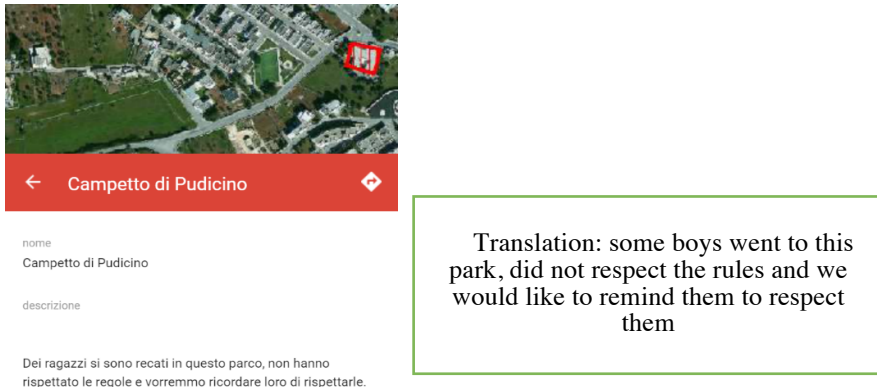 Campetto di Pudicino
nome
Campetto di Pudicino
descrizione
Dei ragazzi si sono recati in questo parco, non hanno
rispettato le regole e vorremmo ricordare loro di rispettarle.
Translation: some boys went to this
park, did not respect the rules and we
would like to remind them to respect
them